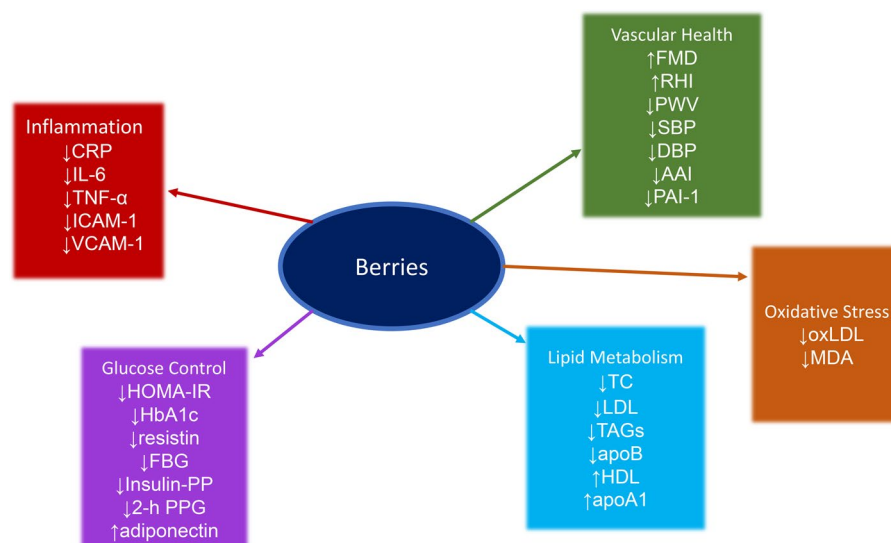 Vascular Health
↑FMD
↑RHI
↓PWV
↓SBP
↓DBP
↓AAI
↓PAI-1
Inflammation
↓CRP
↓IL-6
↓TNF-α
↓ICAM-1
↓VCAM-1
Berries
Oxidative Stress
↓oxLDL
↓MDA
Glucose Control
↓HOMA-IR
↓HbA1c
↓resistin
↓FBG
↓Insulin-PP
↓2-h PPG
↑adiponectin
Lipid Metabolism
↓TC
↓LDL
↓TAGs
↓apoB
↑HDL
↑apoA1